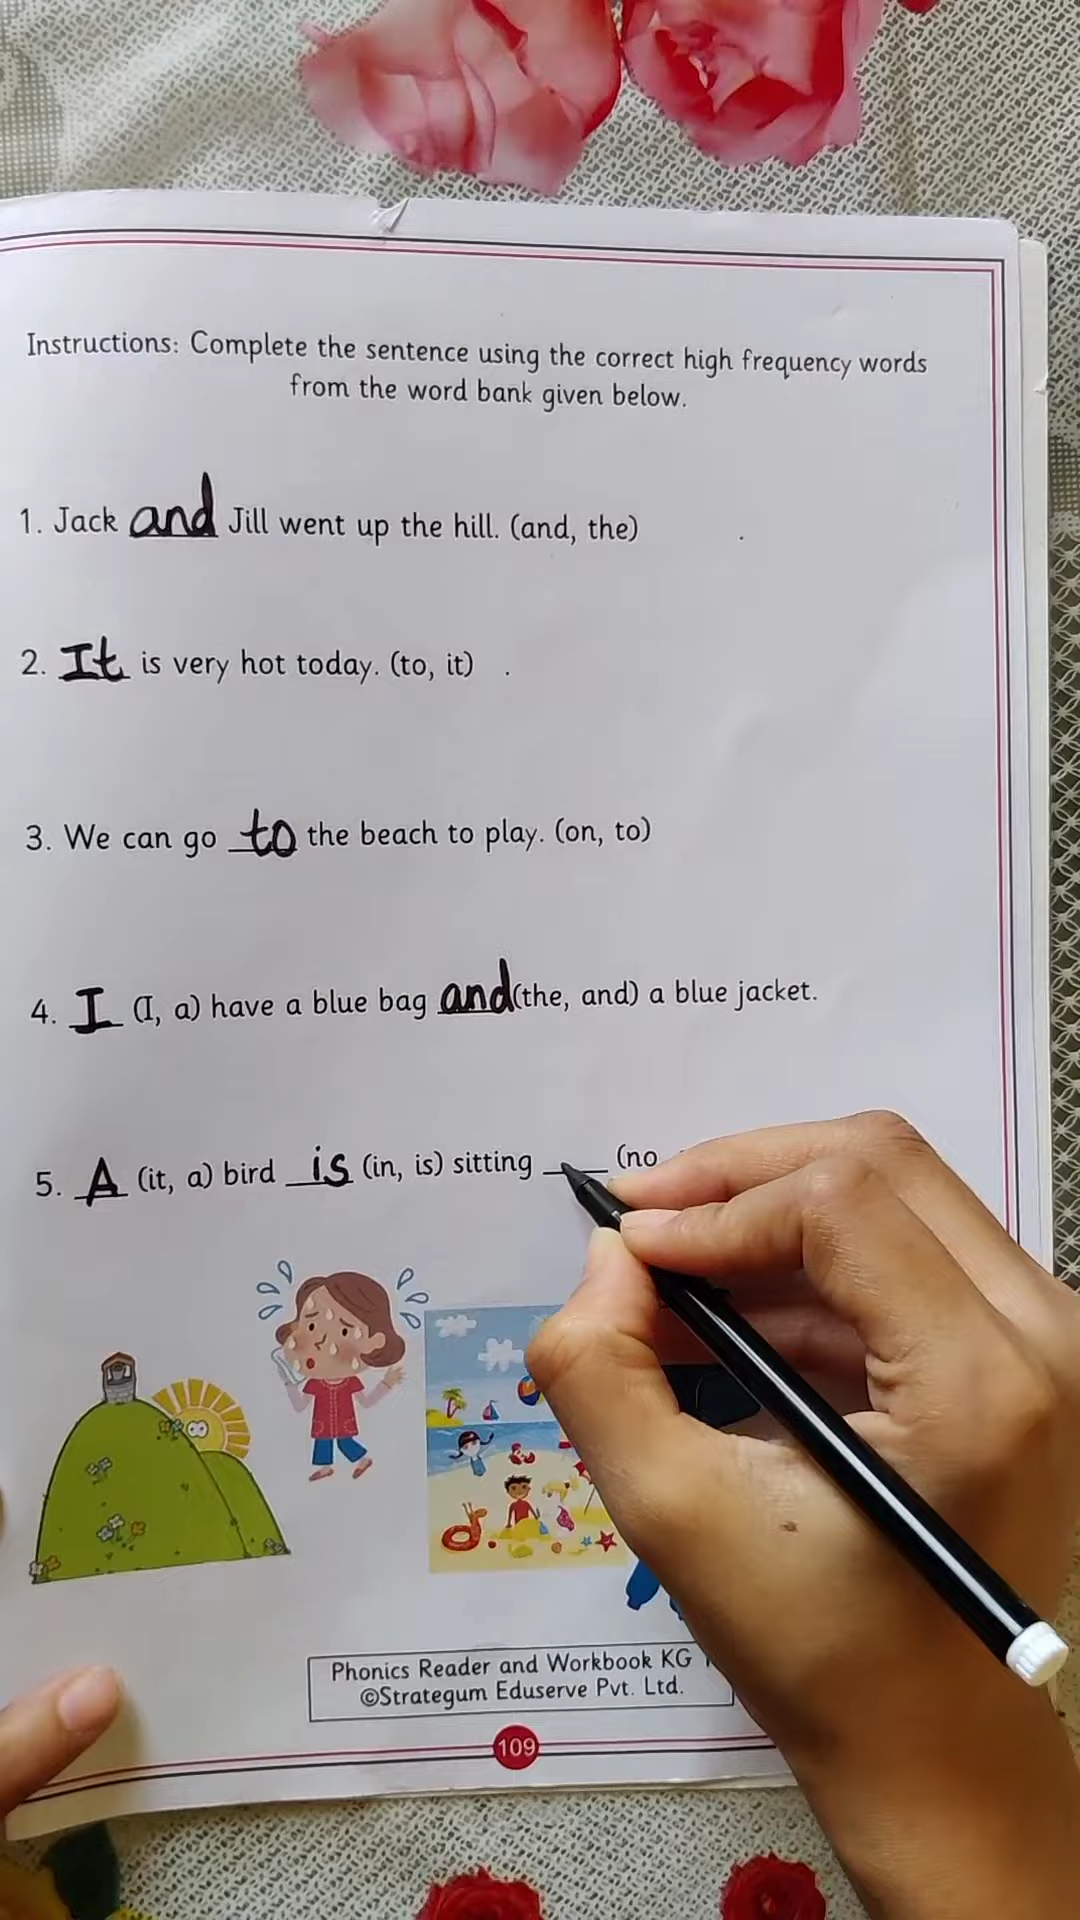 Instructions: Complete the sentence using the correct high frequency words
from the word bank given below.
1. Jack and Jill went up the hill. (and, the)
2. It is very hot today. (to, it)
3. We can go to the beach to play. (on, to)
4. I (I, a) have a blue bag and (the, and) a blue jacket.
5. A (it, a) bird is (in, is) sitting ___ (no
Phonics Reader and Workbook KG
©Strategum Eduserve Pvt. Ltd.
109